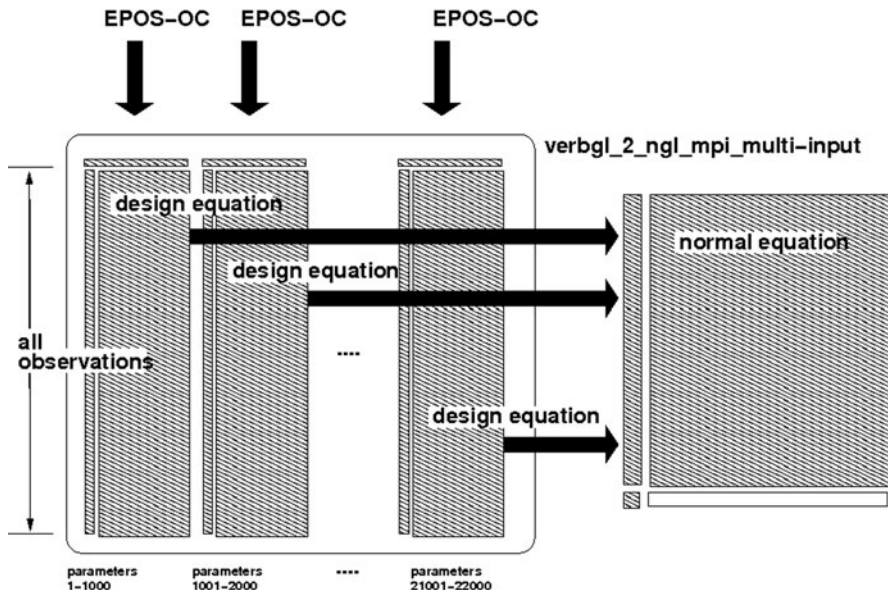 EPOS-OC EPOS-OC EPOS-OC
verbgl_2_ngl_mpi_multi-input
design equation
normal equation
design equation
all
observations
....
design equation
parameters
1-1000
parameters
1001-2000
....
parameters
21001-22000